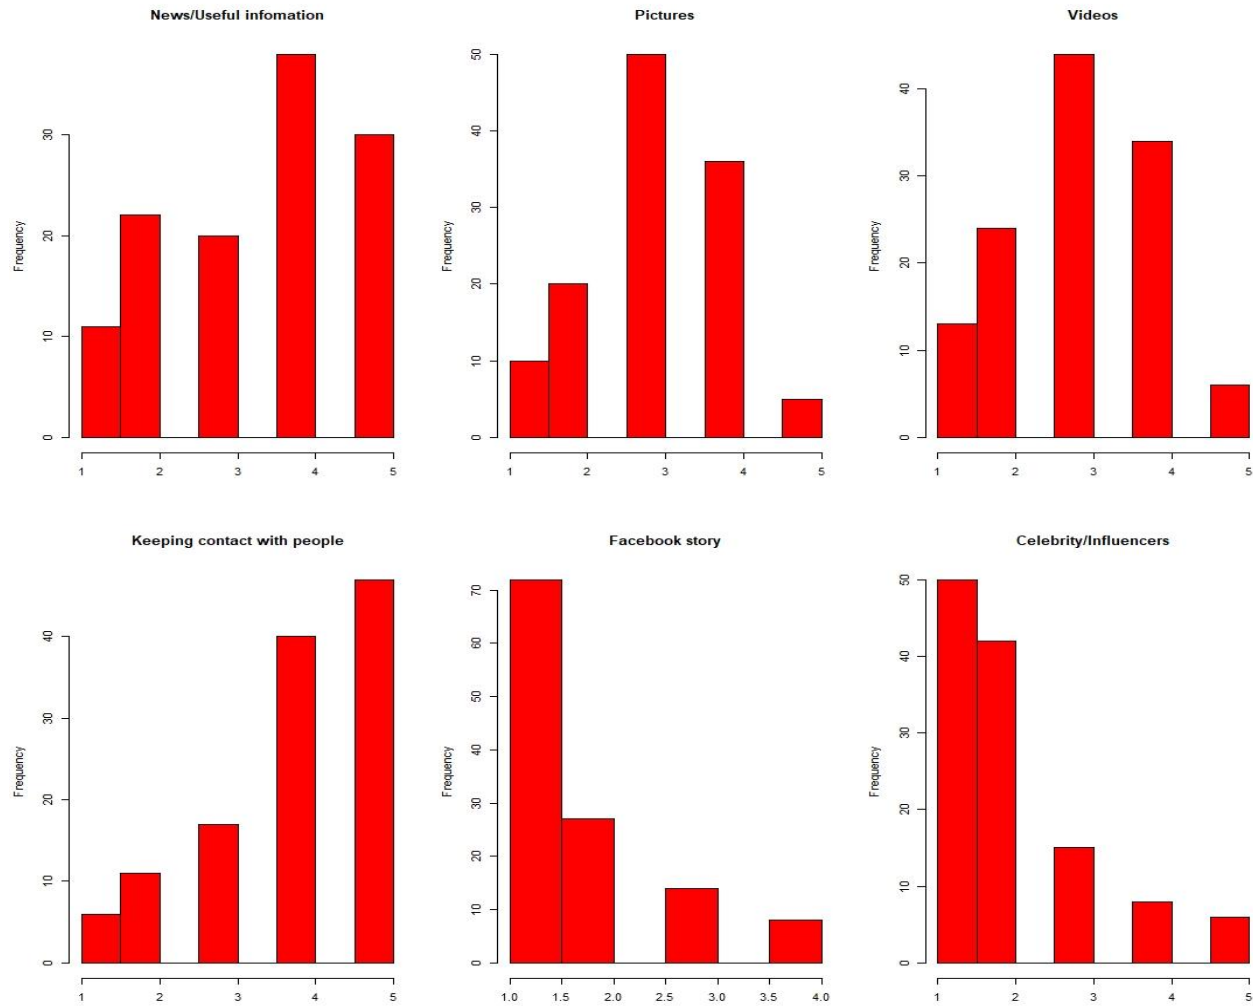 News/Useful infomation
Frequency
0
10
20
30
1 2 3 4 5
Pictures
Frequency
0
10
20
30
40
50
1 2 3 4 5
Videos
Frequency
0
10
20
30
40
1 2 3 4 5
Keeping contact with people
Frequency
0
10
20
30
40
1 2 3 4 5
Facebook story
Frequency
0
10
20
30
40
50
60
70
1.0 1.5 2.0 2.5 3.0 3.5 4.0
Celebrity/Influencers
Frequency
0
10
20
30
40
50
1 2 3 4 5